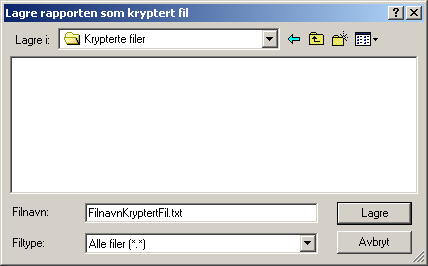 Lagre rapporten som kryptert fil
Lagre i: Krypterte filer
Filnavn: FilnavnKryptertFil.txt Lagre
Filtype: Alle filer (*.*) Avbryt